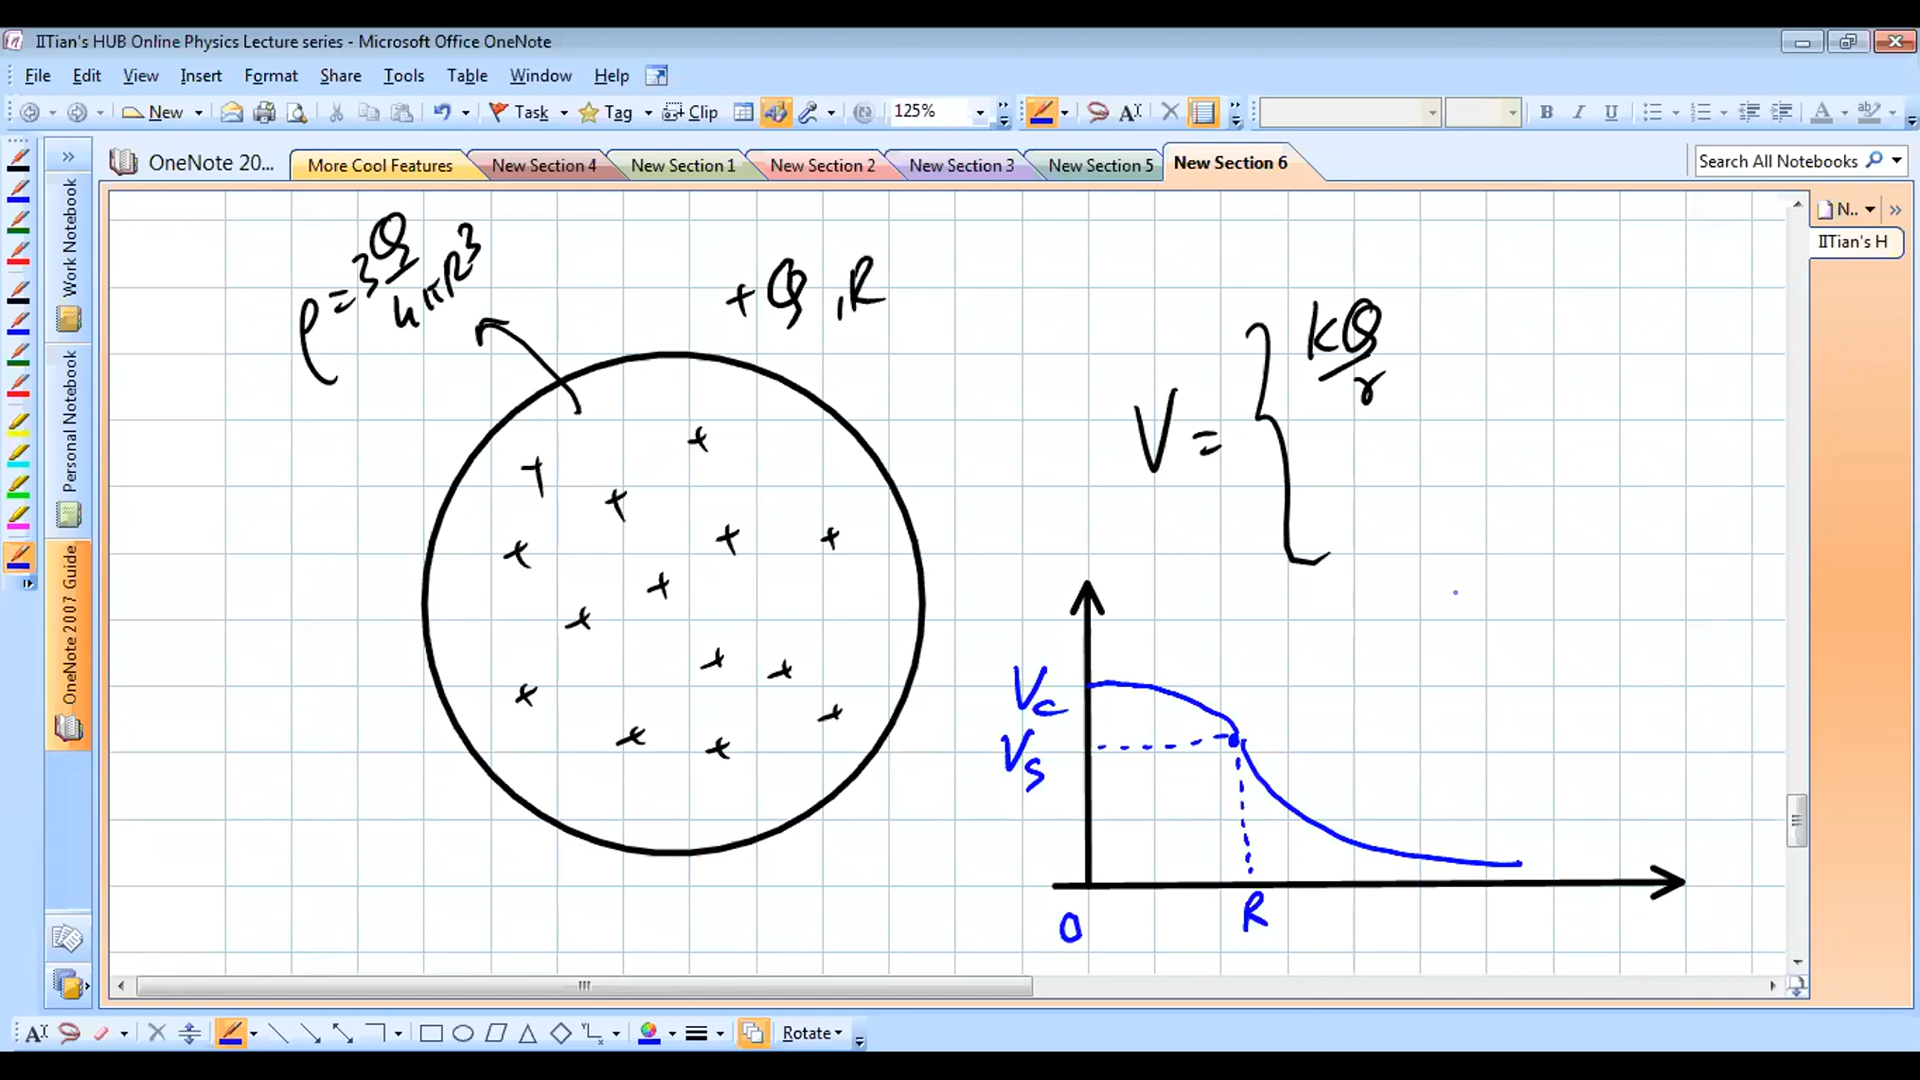 IITian's HUB Online Physics Lecture series - Microsoft Office OneNote
File Edit View Insert Format Share Tools Table Window Help
New Task Tag Clip 125% B I U A ab
OneNote 20... More Cool Features New Section 4 New Section 1 New Section 2 New Section 3 New Section 5 New Section 6 Search All Notebooks
N..
IITian's H
Work Notebook
Personal Notebook
OneNote 2007 Guide
ρ = 3Q
4πR³
+Q , R
V = { kQ
r
Vc
Vs
O
R
Rotate